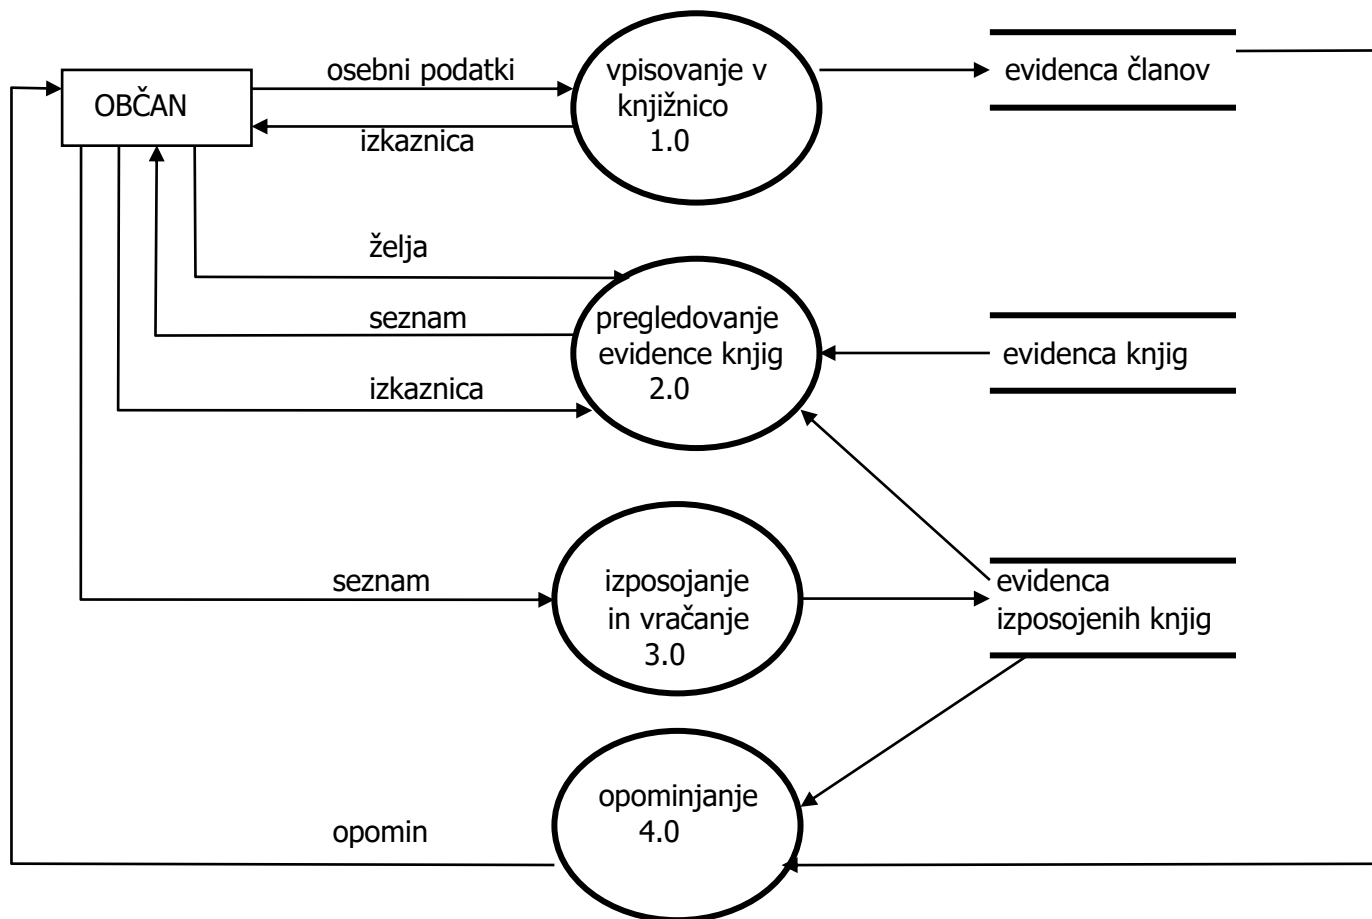 osebni podatki
vpisovanje v
knjižnico
1.0
evidenca članov
OBČAN
izkaznica
želja
seznam
pregledovanje
evidence knjig
2.0
evidenca knjig
izkaznica
seznam
izposojanje
in vračanje
3.0
evidenca
izposojenih knjig
opominjanje
4.0
opomin